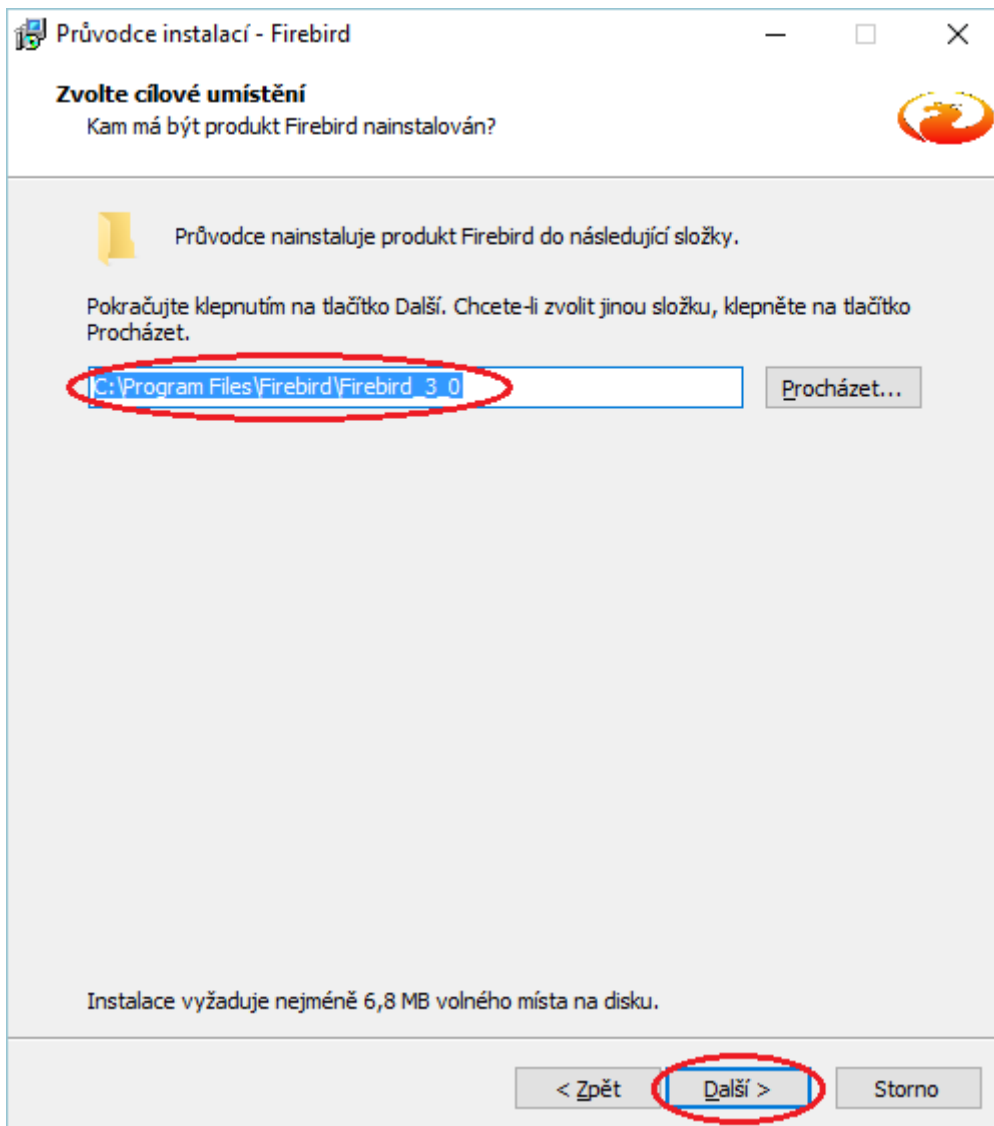 Průvodce instalací - Firebird
Zvolte cílové umístění
Kam má být produkt Firebird nainstalován?
Průvodce nainstaluje produkt Firebird do následující složky.
Pokračujte klepnutím na tlačítko Další. Chcete-li zvolit jinou složku, klepněte na tlačítko
Procházet.
C:\Program Files\Firebird\Firebird_3_0
Procházet...
Instalace vyžaduje nejméně 6,8 MB volného místa na disku.
< Zpět
Další >
Storno